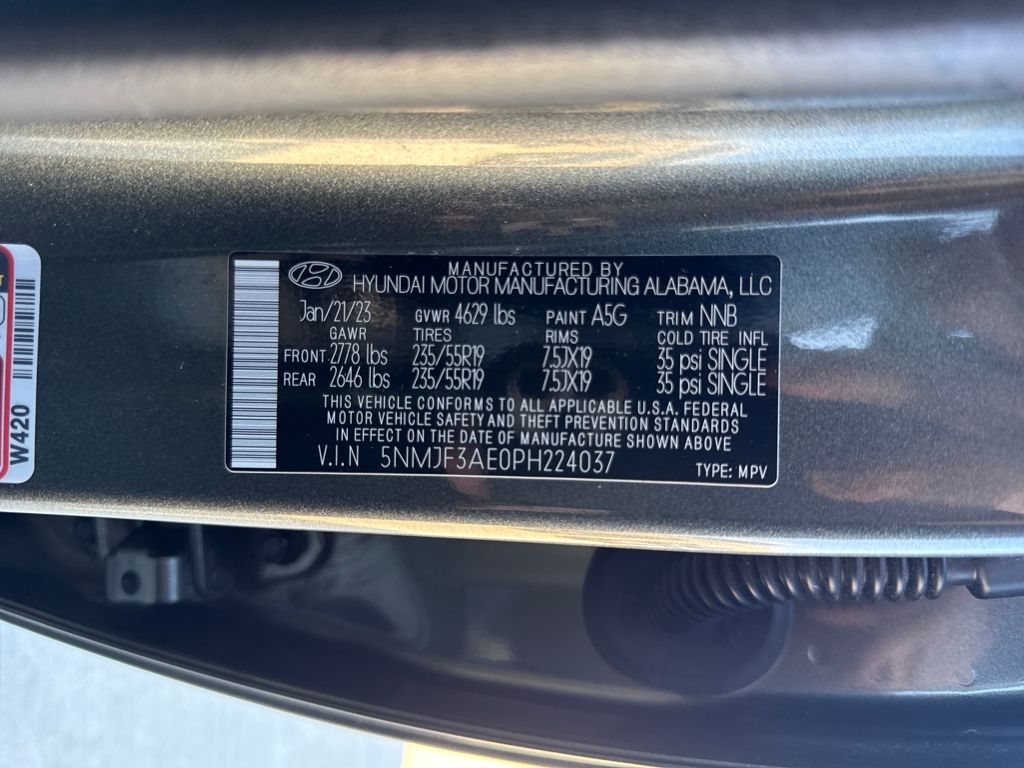 MANUFACTURED BY
HYUNDAI MOTOR MANUFACTURING ALABAMA, LLC
Jan/21/23 GVWR 4629 lbs PAINT A5G TRIM NNB
GAWR TIRES RIMS COLD TIRE INFL
FRONT 2778 lbs 235/55R19 7.5JX19 35 psi SINGLE
REAR 2646 lbs 235/55R19 7.5JX19 35 psi SINGLE
THIS VEHICLE CONFORMS TO ALL APPLICABLE U.S.A. FEDERAL
MOTOR VEHICLE SAFETY AND THEFT PREVENTION STANDARDS
IN EFFECT ON THE DATE OF MANUFACTURE SHOWN ABOVE
V.I.N 5NMJF3AE0PH224037 TYPE: MPV
W420